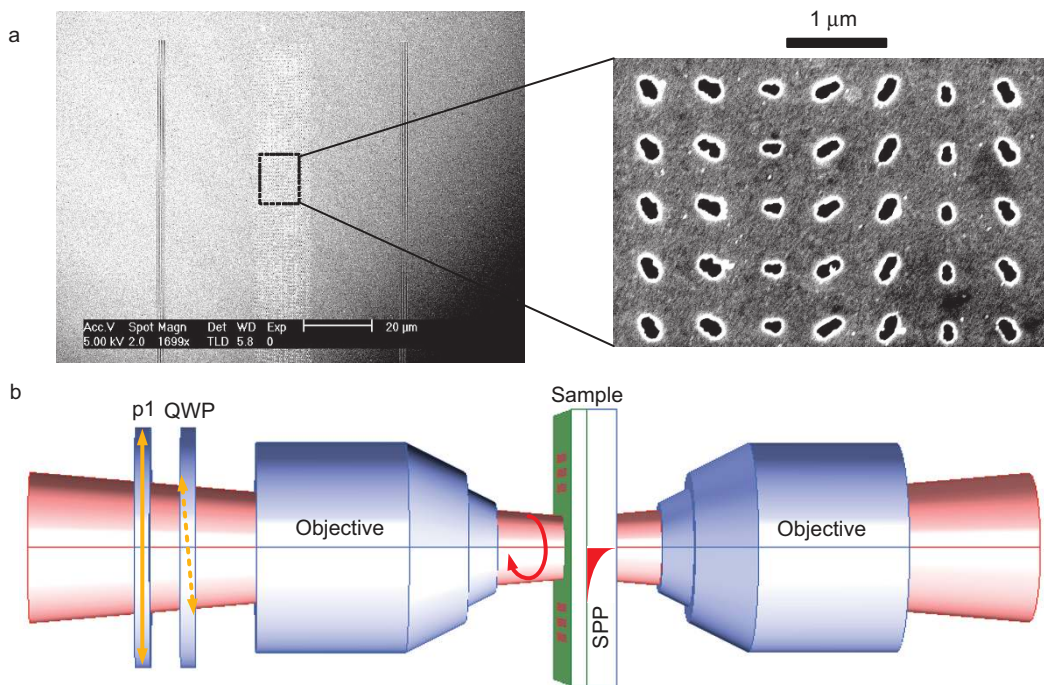 a
1 μm
Acc.V Spot Magn Det WD Exp 20 μm
5.00 kV 2.0 1699x TLD 5.8 0
b
p1
QWP
Sample
Objective
Objective
SPP